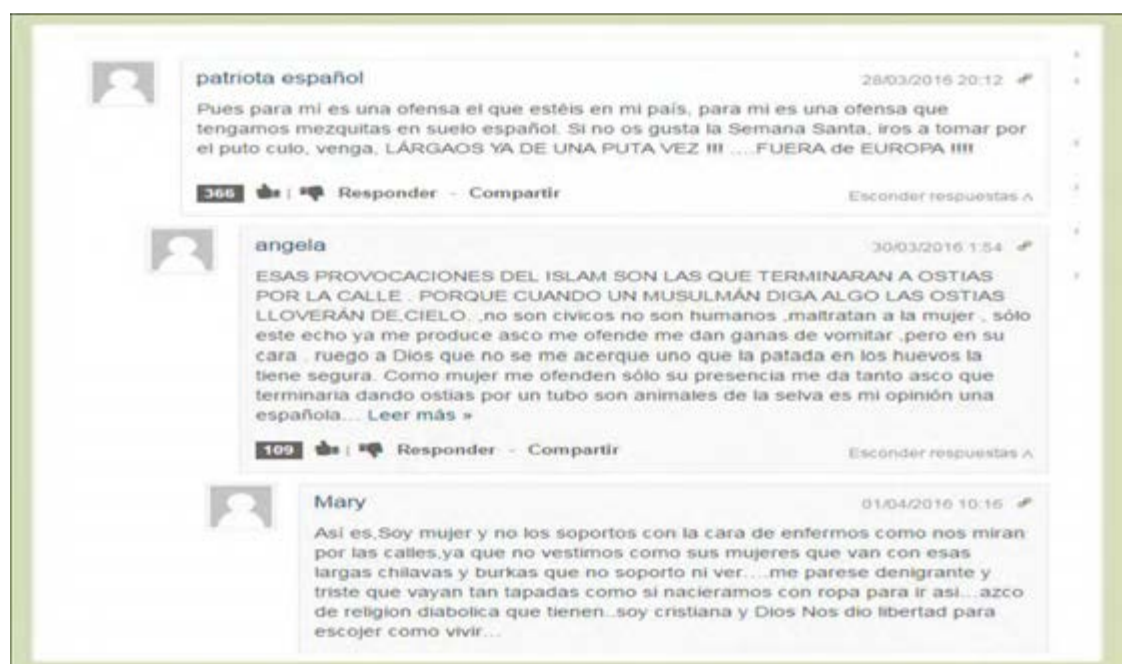 patriota español 28/03/2016 20:12
Pues para mí es una ofensa el que estéis en mi país, para mi es una ofensa que
tengamos mezquitas en suelo español. Si no os gusta la Semana Santa, iros a tomar por
el puto culo, venga, LÁRGAOS YA DE UNA PUTA VEZ !!! ....FUERA de EUROPA !!!!
366 | Responder - Compartir Esconder respuestas ˄
angela 30/03/2016 1:54
ESAS PROVOCACIONES DEL ISLAM SON LAS QUE TERMINARAN A OSTIAS
POR LA CALLE . PORQUE CUANDO UN MUSULMÁN DIGA ALGO LAS OSTIAS
LLOVERÁN DE,CIELO. ,no son civicos no son humanos ,maltratan a la mujer , sólo
este echo ya me produce asco me ofende me dan ganas de vomitar ,pero en su
cara . ruego a Dios que no se me acerque uno que la patada en los huevos la
tiene segura. Como mujer me ofenden sólo su presencia me da tanto asco que
terminaria dando ostias por un tubo son animales de la selva es mi opinión una
española... Leer más »
109 | Responder - Compartir Esconder respuestas ˄
Mary 01/04/2016 10:16
Así es,Soy mujer y no los soportos con la cara de enfermos como nos miran
por las calles,ya que no vestimos como sus mujeres que van con esas
largas chilavas y burkas que no soporto ni ver....me parese denigrante y
triste que vayan tan tapadas como si nacieramos con ropa para ir asi...azco
de religion diabolica que tienen..soy cristiana y Dios Nos dio libertad para
escojer como vivir...